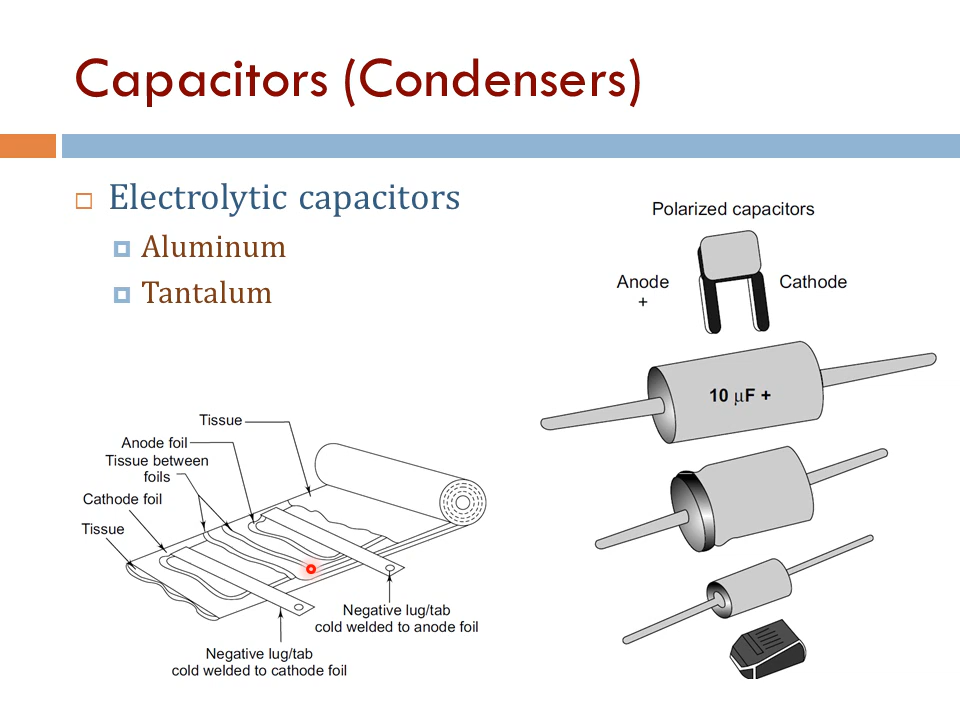 Capacitors (Condensers)
Electrolytic capacitors
Aluminum
Tantalum
Polarized capacitors
Anode
+
Cathode
10 µF +
Tissue
Anode foil
Tissue between
foils
Cathode foil
Tissue
Negative lug/tab
cold welded to anode foil
Negative lug/tab
cold welded to cathode foil